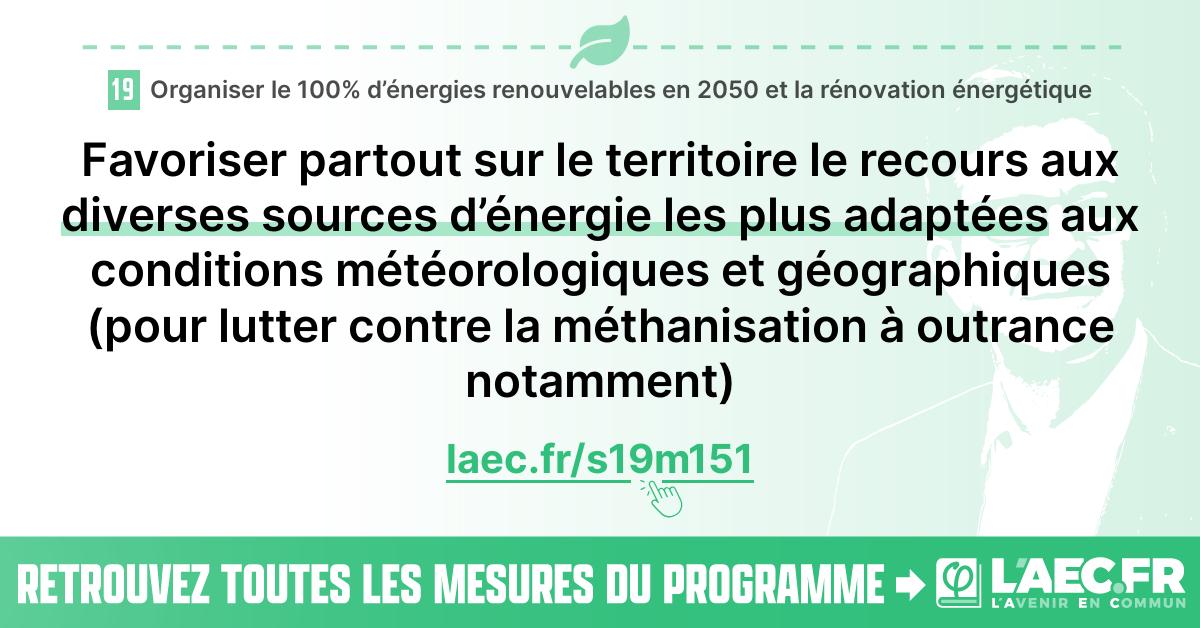 19 Organiser le 100% d’énergies renouvelables en 2050 et la rénovation énergétique
Favoriser partout sur le territoire le recours aux
diverses sources d’énergie les plus adaptées aux
conditions météorologiques et géographiques
(pour lutter contre la méthanisation à outrance
notamment)
laec.fr/s19m151
RETROUVEZ TOUTES LES MESURES DU PROGRAMME
φ
L'AEC.FR
L'AVENIR EN COMMUN